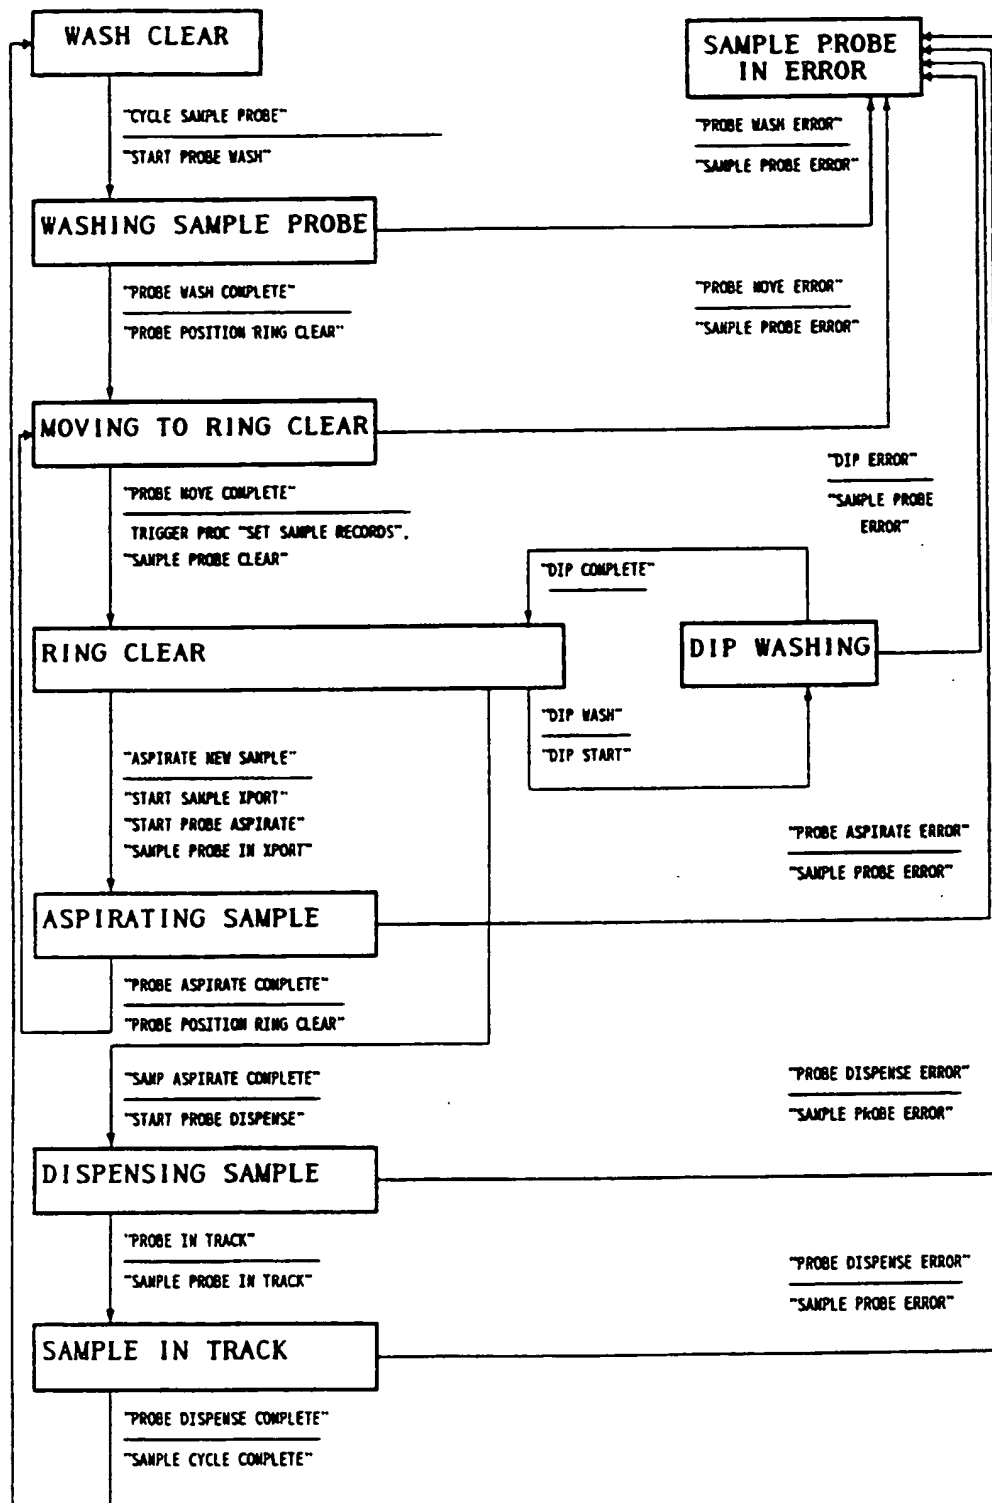 WASH CLEAR
SAMPLE PROBE
IN ERROR
"CYCLE SAMPLE PROBE"
"START PROBE WASH"
"PROBE WASH ERROR"
"SAMPLE PROBE ERROR"
WASHING SAMPLE PROBE
"PROBE WASH COMPLETE"
"PROBE POSITION RING CLEAR"
"PROBE MOVE ERROR"
"SAMPLE PROBE ERROR"
MOVING TO RING CLEAR
"PROBE MOVE COMPLETE"
TRIGGER PROC "SET SAMPLE RECORDS".
"SAMPLE PROBE CLEAR"
"DIP ERROR"
"SAMPLE PROBE
ERROR"
"DIP COMPLETE"
RING CLEAR
DIP WASHING
"DIP WASH"
"DIP START"
"ASPIRATE NEW SAMPLE"
"START SAMPLE XPORT"
"START PROBE ASPIRATE"
"SAMPLE PROBE IN XPORT"
"PROBE ASPIRATE ERROR"
"SAMPLE PROBE ERROR"
ASPIRATING SAMPLE
"PROBE ASPIRATE COMPLETE"
"PROBE POSITION RING CLEAR"
"SAMP ASPIRATE COMPLETE"
"START PROBE DISPENSE"
"PROBE DISPENSE ERROR"
"SAMPLE PROBE ERROR"
DISPENSING SAMPLE
"PROBE IN TRACK"
"SAMPLE PROBE IN TRACK"
"PROBE DISPENSE ERROR"
"SAMPLE PROBE ERROR"
SAMPLE IN TRACK
"PROBE DISPENSE COMPLETE"
"SAMPLE CYCLE COMPLETE"